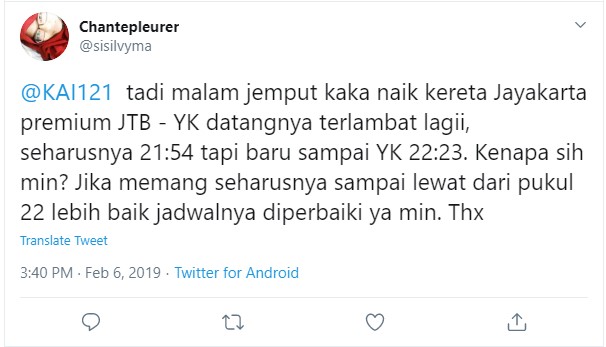 Chantepleurer
@sisilvyma
@KAI121 tadi malam jemput kaka naik kereta Jayakarta
premium JTB - YK datangnya terlambat lagii,
seharusnya 21:54 tapi baru sampai YK 22:23. Kenapa sih
min? Jika memang seharusnya sampai lewat dari pukul
22 lebih baik jadwalnya diperbaiki ya min. Thx
Translate Tweet
3:40 PM · Feb 6, 2019 · Twitter for Android